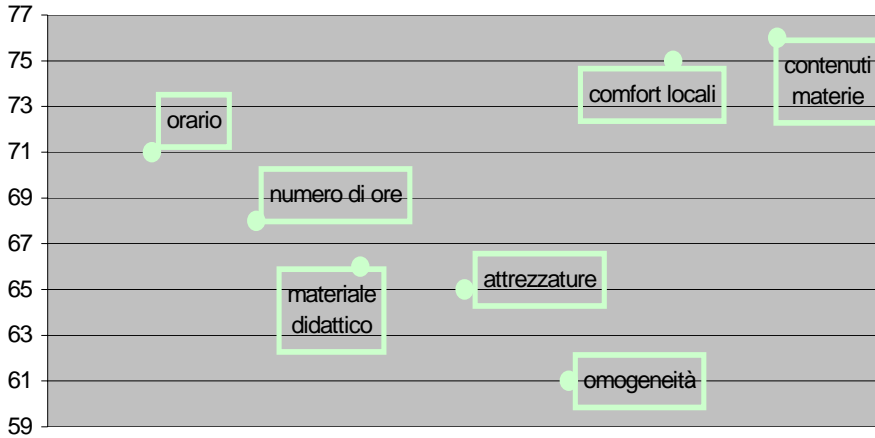 77
75
73
71
69
67
65
63
61
59
orario
numero di ore
materiale
didattico
attrezzature
omogeneità
comfort locali
contenuti
materie